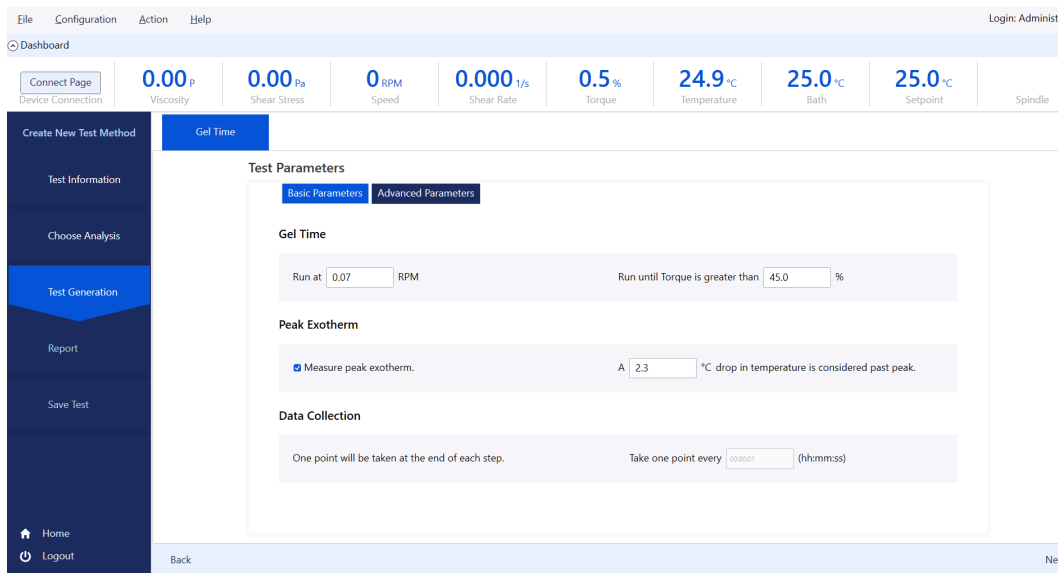 File Configuration Action Help Login: Administ
Dashboard
Connect Page 0.00 P 0.00 Pa 0 RPM 0.000 1/s 0.5 % 24.9 °C 25.0 °C 25.0 °C
Device Connection Viscosity Shear Stress Speed Shear Rate Torque Temperature Bath Setpoint Spindle
Create New Test Method Gel Time
Test Parameters
Test Information Basic Parameters Advanced Parameters
Choose Analysis Gel Time
Run at 0.07 RPM Run until Torque is greater than 45.0 %
Test Generation
Peak Exotherm
Report
Measure peak exotherm. A 2.3 °C drop in temperature is considered past peak.
Save Test
Data Collection
One point will be taken at the end of each step. Take one point every 00:00:01 (hh:mm:ss)
Home
Logout
Back Ne